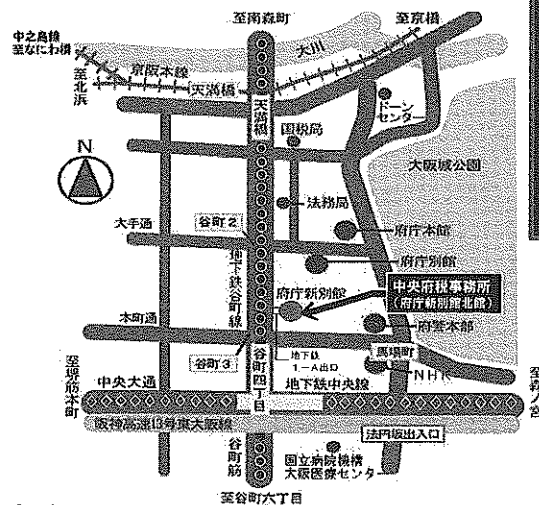 至南森町
至京橋
中之島線
至なにわ橋
大川
京阪本線
至北浜
天満橋
天満橋
ドーン
センター
国税局
大阪城公園
N
法務局
大手通
谷町2
府庁本館
地下鉄谷町線
府庁別館
中央府税事務所
(府庁新別館北館)
府庁新別館
本町通
府警本部
谷町3
地下鉄
1-A出口
馬場町
NHK
至堺筋本町
中央大通
谷町四丁目
地下鉄中央線
至森ノ宮
阪神高速13号東大阪線
法円坂出入口
谷町筋
国立病院機構
大阪医療センター
至谷町六丁目